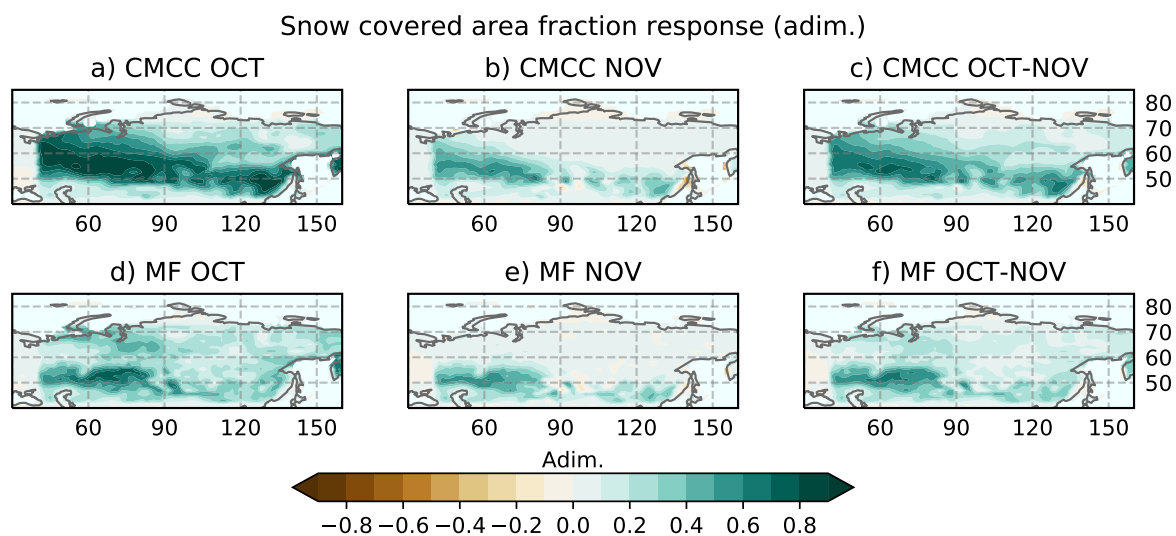 Snow covered area fraction response (adim.)
a) CMCC OCT
b) CMCC NOV
c) CMCC OCT-NOV
80
70
60
50
60 90 120 150
60 90 120 150
60 90 120 150
d) MF OCT
e) MF NOV
f) MF OCT-NOV
80
70
60
50
60 90 120 150
60 90 120 150
60 90 120 150
Adim.
−0.8 −0.6 −0.4 −0.2 0.0 0.2 0.4 0.6 0.8